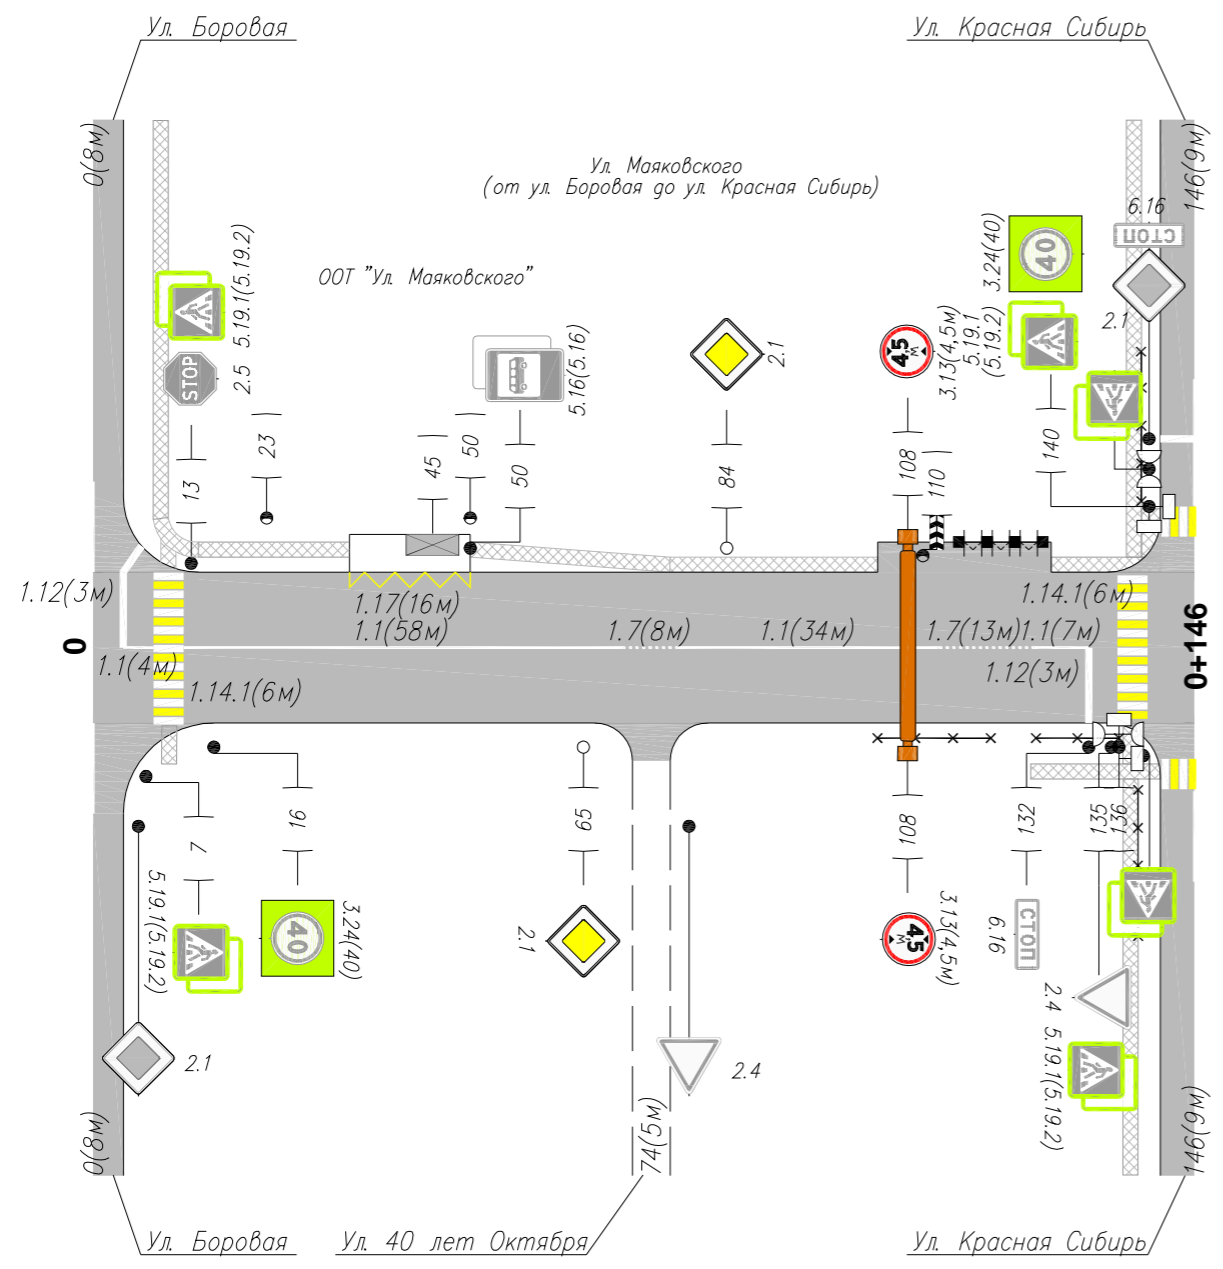 Ул. Боровая
Ул. Красная Сибирь
0(8м)
146(9м)
Ул. Маяковского
(от ул. Боровая до ул. Красная Сибирь)
ООТ "Ул. Маяковского"
5.19.1(5.19.2)
STOP
2.5
5.16(5.16)
2.1
4,5
м
3.13(4,5м)
3.24(40)
40
5.19.1
(5.19.2)
6.16
СТОП
2.1
13
23
45
50
50
84
108
110
140
1.12(3м)
1.17(16м)
1.1(58м)
1.7(8м)
1.1(34м)
1.7(13м)
1.1(7м)
1.14.1(6м)
1.12(3м)
0
0+146
1.1(4м)
1.14.1(6м)
7
16
65
108
132
135
136
5.19.1(5.19.2)
40
3.24(40)
2.1
4,5
м
3.13(4,5м)
6.16
СТОП
2.4
5.19.1(5.19.2)
2.1
2.4
0(8м)
74(5м)
146(9м)
Ул. Боровая
Ул. 40 лет Октября
Ул. Красная Сибирь